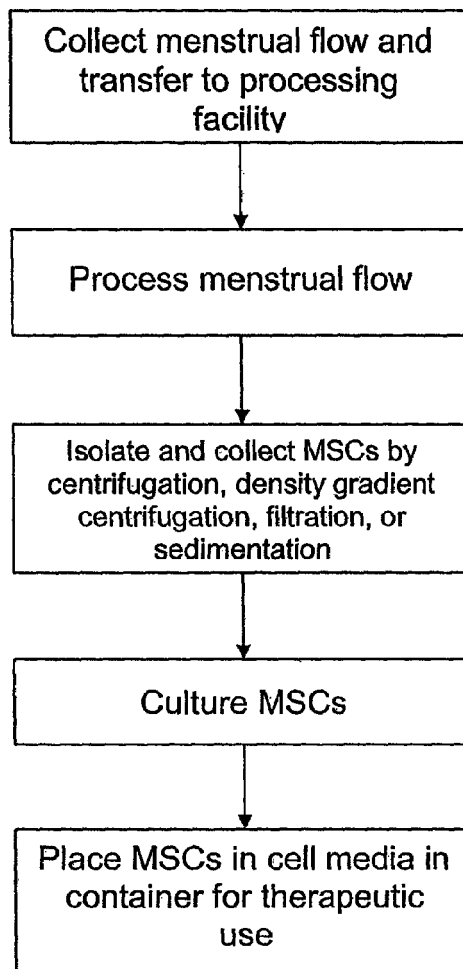 Collect menstrual flow and
transfer to processing
facility
Process menstrual flow
Isolate and collect MSCs by
centrifugation, density gradient
centrifugation, filtration, or
sedimentation
Culture MSCs
Place MSCs in cell media in
container for therapeutic
use